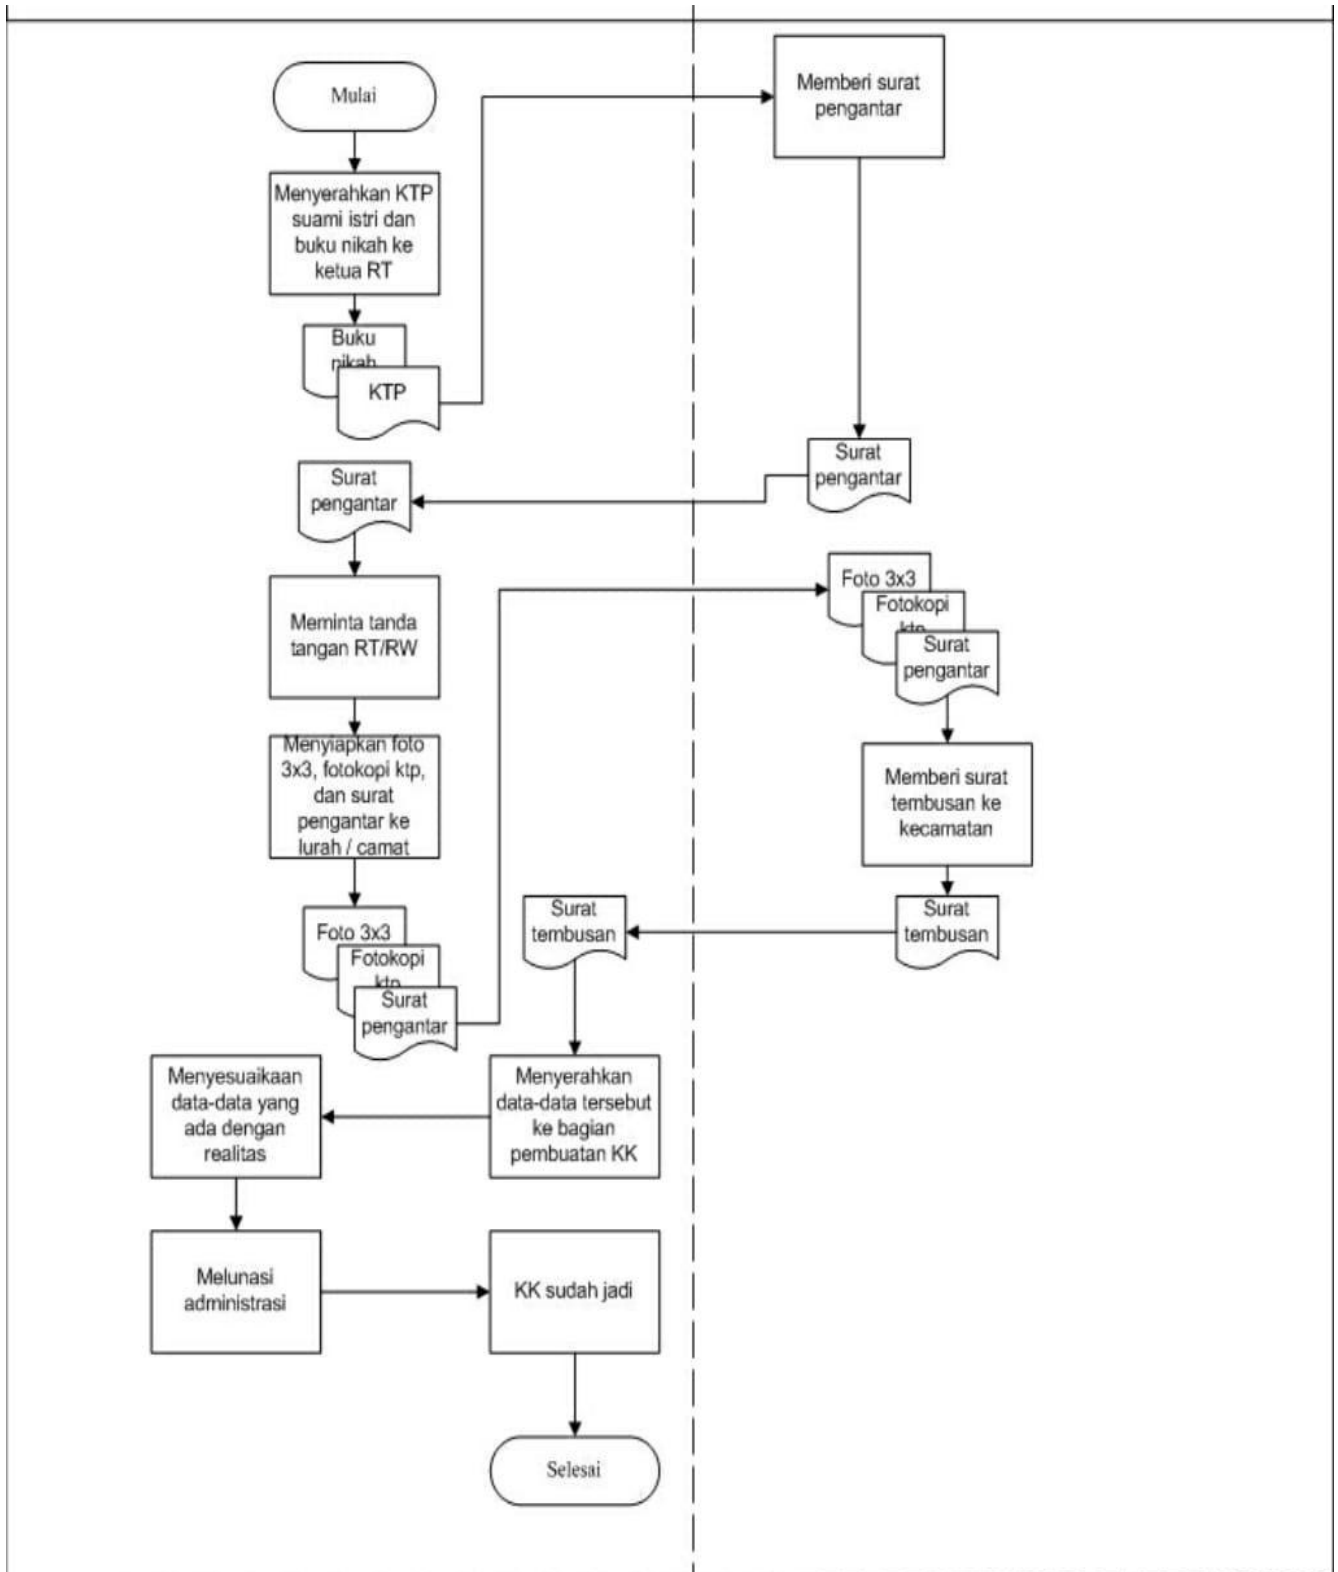 Mulai
Menyerahkan KTP
suami istri dan
buku nikah ke
ketua RT
Buku
nikah
KTP
Memberi surat
pengantar
Surat
pengantar
Surat
pengantar
Meminta tanda
tangan RT/RW
Menyiapkan foto
3x3, fotokopi ktp,
dan surat
pengantar ke
lurah / camat
Foto 3x3
Fotokopi
ktp
Surat
pengantar
Foto 3x3
Fotokopi
ktp
Surat
pengantar
Memberi surat
tembusan ke
kecamatan
Surat
tembusan
Surat
tembusan
Menyerahkan
data-data tersebut
ke bagian
pembuatan KK
Menyesuaikaan
data-data yang
ada dengan
realitas
Melunasi
administrasi
KK sudah jadi
Selesai